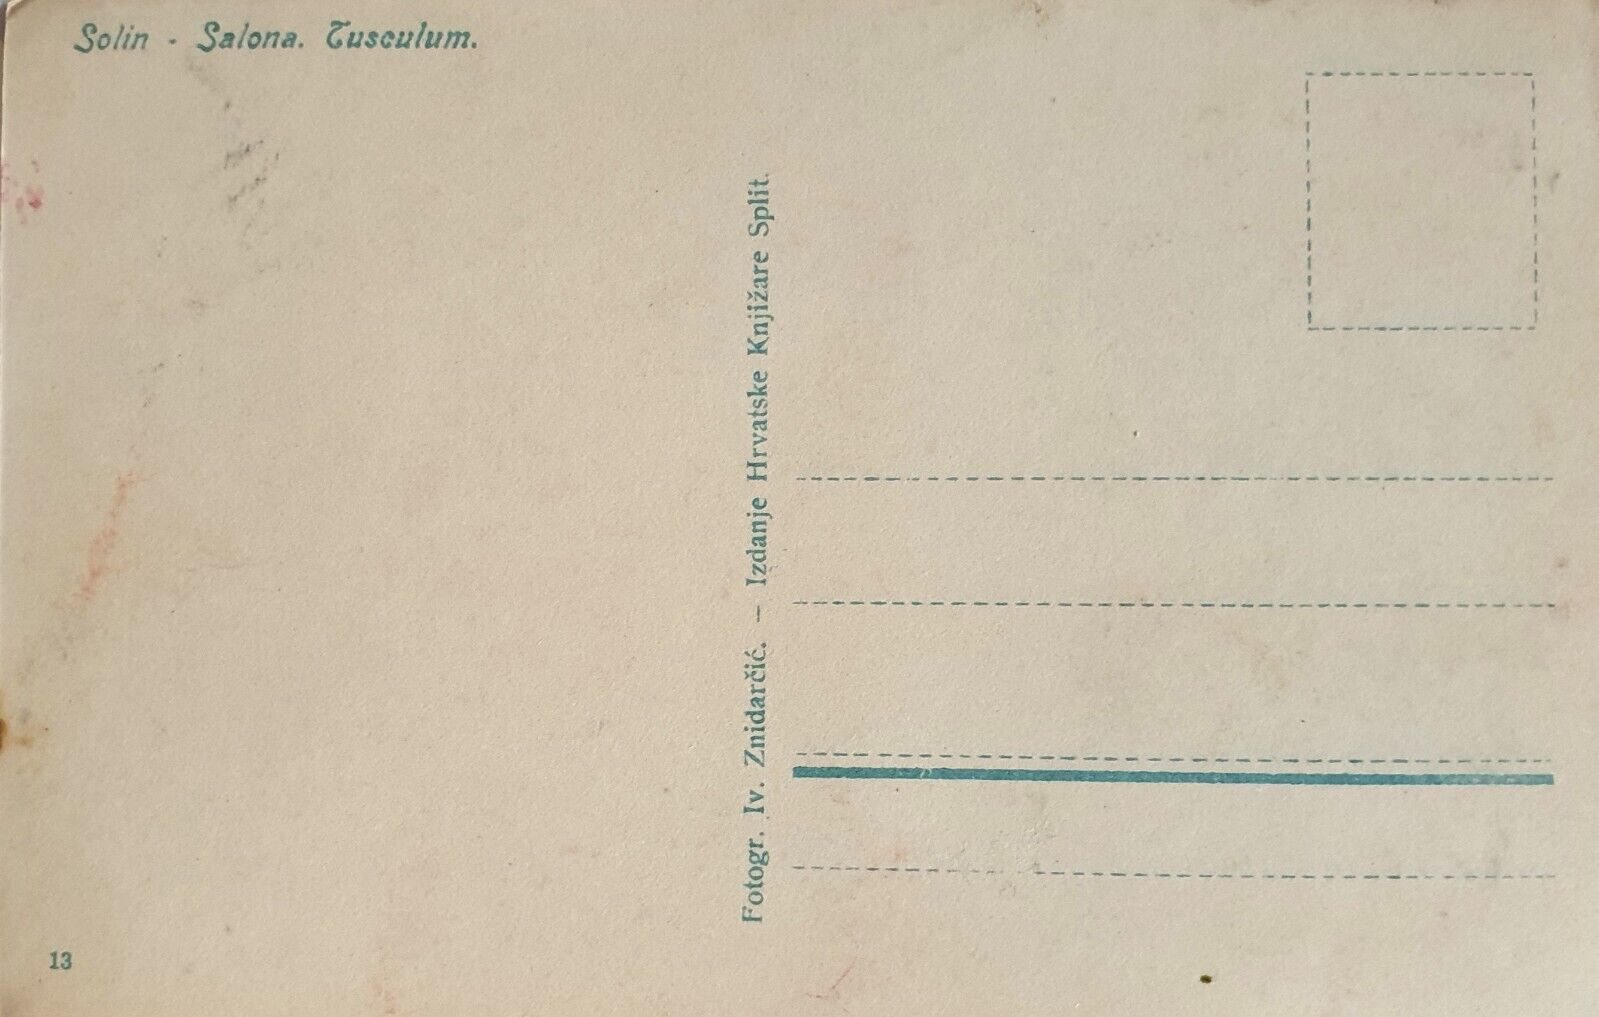 Solin - Salona. Tusculum.
Fotogr. Iv. Znidarčić. — Izdanje Hrvatske Knjižare Split.
13